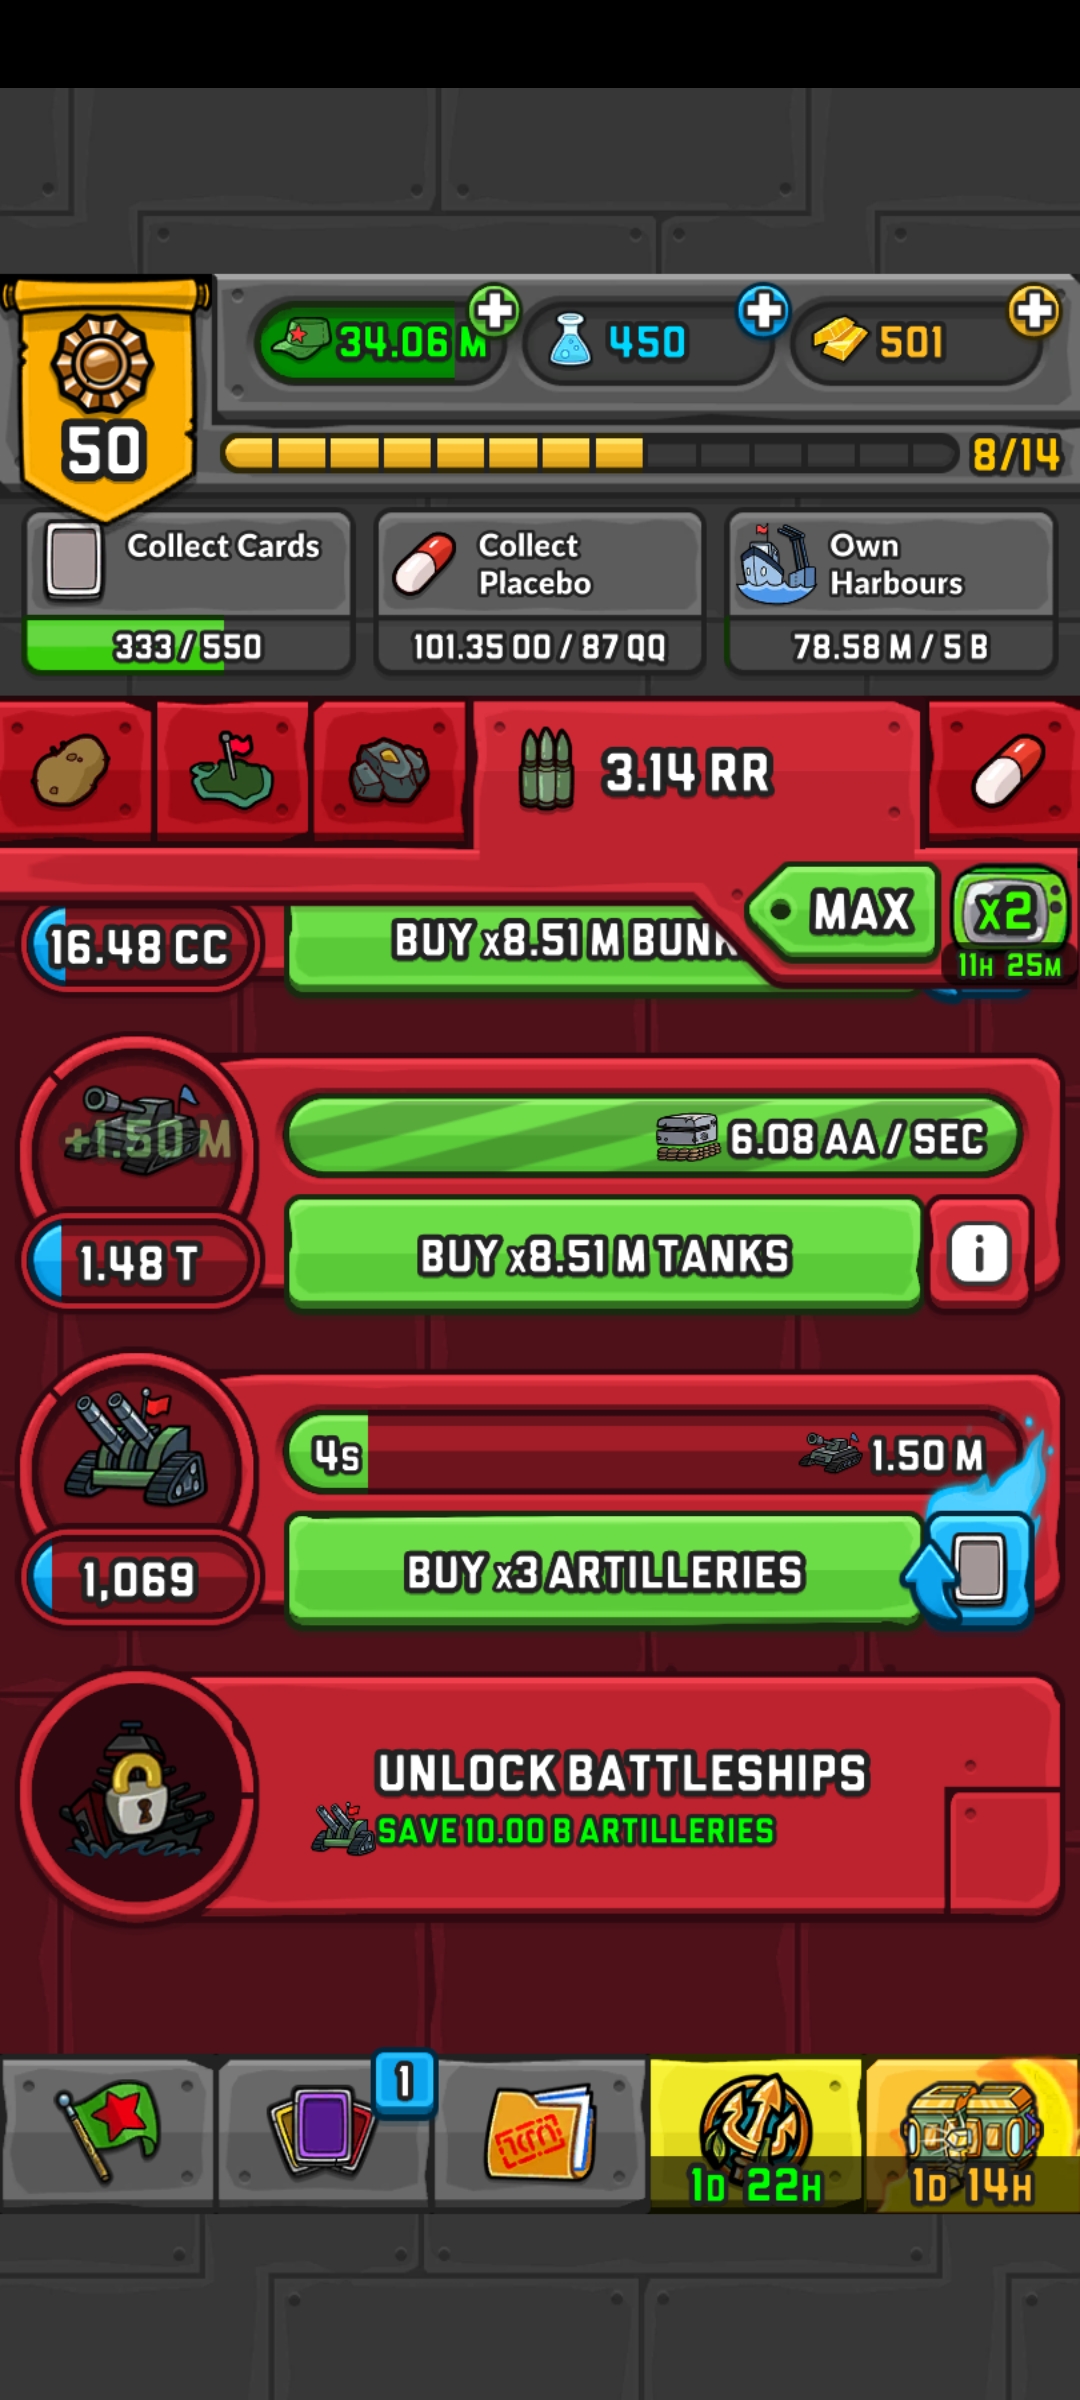 34.06 M
450
501
50
8/14
Collect Cards
333 / 550
Collect
Placebo
101.35 OO / 87 QQ
Own
Harbours
78.58 M / 5 B
3.14 RR
MAX
x2
11H 25M
16.48 CC
BUY x8.51 M BUNK
+1.50 M
6.08 AA / SEC
1.48 T
BUY x8.51 M TANKS
i
4s
1.50 M
1,069
BUY x3 ARTILLERIES
UNLOCK BATTLESHIPS
SAVE 10.00 B ARTILLERIES
1
1D 22H
1D 14H